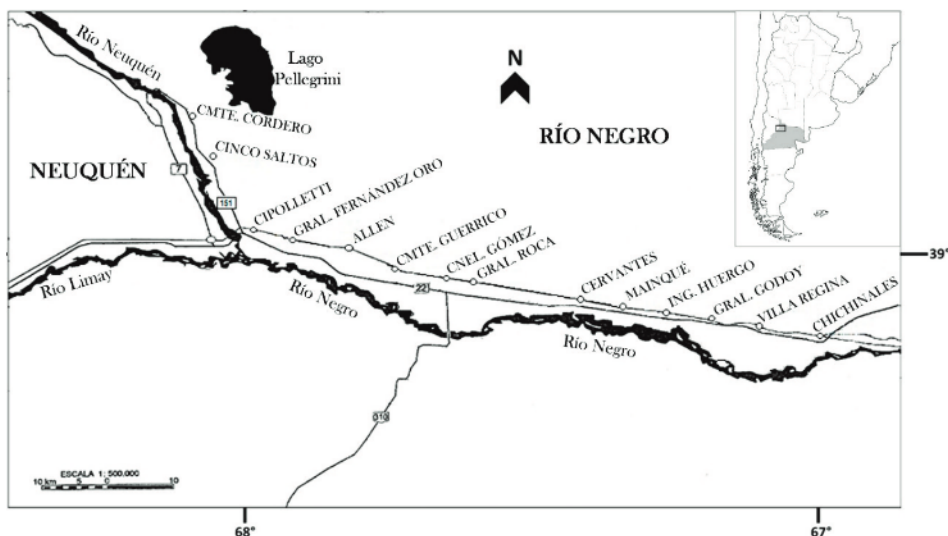 Río Neuquén
Lago
Pellegrini
N
CMTE. CORDERO
RÍO NEGRO
CINCO SALTOS
NEUQUÉN
7
151
CIPOLLETTI
GRAL. FERNÁNDEZ ORO
ALLEN
CMTE. GUERRICO
CNEL. GÓMEZ
GRAL. ROCA
CERVANTES
MAINQUÉ
ING. HUERGO
GRAL. GODOY
VILLA REGINA
CHICHINALES
39°
Río Limay
Río Negro
22
Río Negro
ESCALA 1: 500.000
10 km 5 0 10
68°
67°